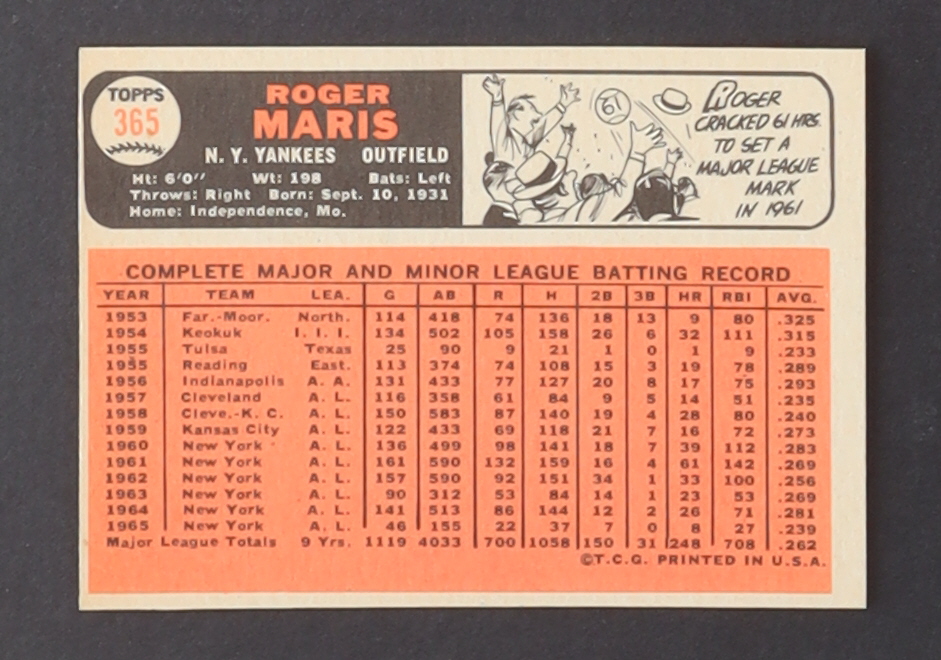 TOPPS
365
ROGER
MARIS
N. Y. YANKEES OUTFIELD
Ht: 6'0" Wt: 198 Bats: Left
Throws: Right Born: Sept. 10, 1931
Home: Independence, Mo.
61
ROGER
CRACKED 61 HRS.
TO SET A
MAJOR LEAGUE
MARK
IN 1961
COMPLETE MAJOR AND MINOR LEAGUE BATTING RECORD
YEAR TEAM LEA. G AB R H 2B 3B HR RBI AVG.
1953 Far.-Moor. North. 114 418 74 136 18 13 9 80 .325
1954 Keokuk I. I. I. 134 502 105 158 26 6 32 111 .315
1955 Tulsa Texas 25 90 9 21 1 0 1 9 .233
1955 Reading East. 113 374 74 108 15 3 19 78 .289
1956 Indianapolis A. A. 131 433 77 127 20 8 17 75 .293
1957 Cleveland A. L. 116 358 61 84 9 5 14 51 .235
1958 Cleve.-K. C. A. L. 150 583 87 140 19 4 28 80 .240
1959 Kansas City A. L. 122 433 69 118 21 7 16 72 .273
1960 New York A. L. 136 499 98 141 18 7 39 112 .283
1961 New York A. L. 161 590 132 159 16 4 61 142 .269
1962 New York A. L. 157 590 92 151 34 1 33 100 .256
1963 New York A. L. 90 312 53 84 14 1 23 53 .269
1964 New York A. L. 141 513 86 144 12 2 26 71 .281
1965 New York A. L. 46 155 22 37 7 0 8 27 .239
Major League Totals 9 Yrs. 1119 4033 700 1058 150 31 248 708 .262
©T.C.G. PRINTED IN U.S.A.